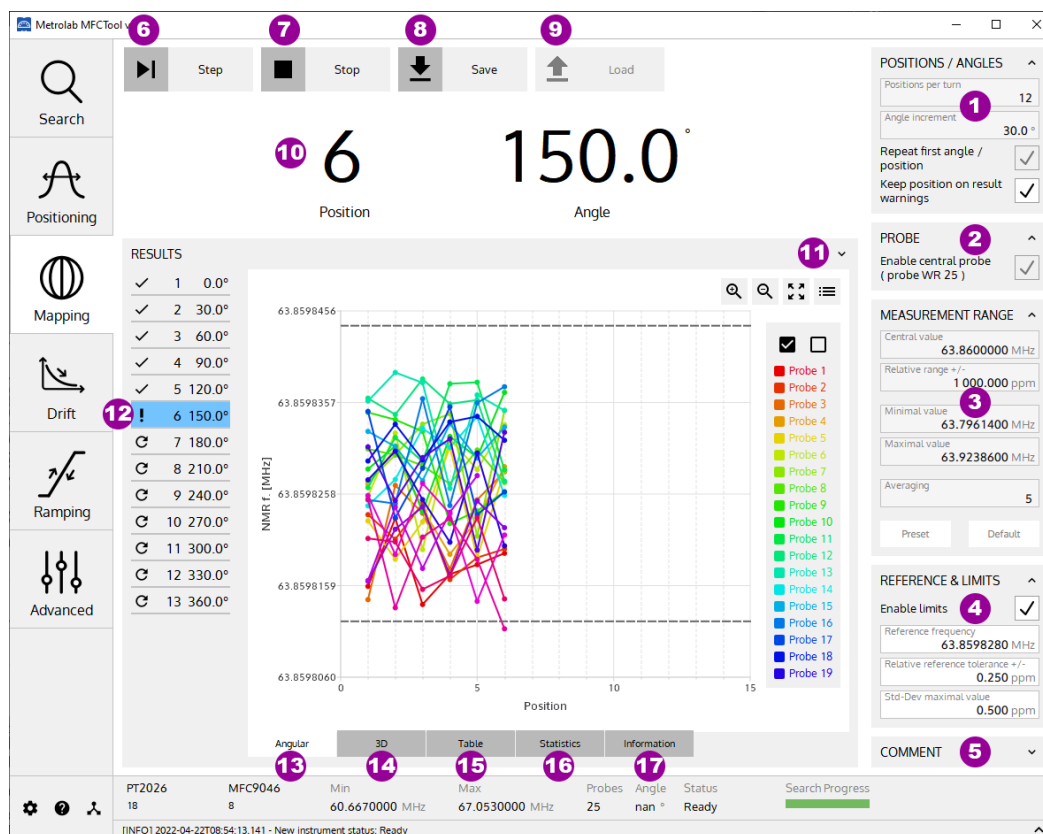 Metrolab MFCTool v
6
7
8
9
Step
Stop
Save
Load
Search
Positioning
Mapping
Drift
Ramping
Advanced
10
6
150.0°
Position
Angle
RESULTS
11
1 0.0°
2 30.0°
3 60.0°
4 90.0°
5 120.0°
12
! 6 150.0°
7 180.0°
8 210.0°
9 240.0°
10 270.0°
11 300.0°
12 330.0°
13 360.0°
63.8598456
63.8598357
63.8598258
63.8598159
63.8598060
NMR f. [MHz]
0
5
10
15
Position
Probe 1
Probe 2
Probe 3
Probe 4
Probe 5
Probe 6
Probe 7
Probe 8
Probe 9
Probe 10
Probe 11
Probe 12
Probe 13
Probe 14
Probe 15
Probe 16
Probe 17
Probe 18
Probe 19
Angular
3D
Table
Statistics
Information
13
14
15
16
17
POSITIONS / ANGLES
Positions per turn
12
1
Angle increment
30.0 °
Repeat first angle /
position
Keep position on result
warnings
PROBE
2
Enable central probe
( probe WR 25 )
MEASUREMENT RANGE
Central value
63.8600000 MHz
Relative range +/-
1 000.000 ppm
3
Minimal value
63.7961400 MHz
Maximal value
63.9238600 MHz
Averaging
5
Preset
Default
REFERENCE & LIMITS
Enable limits
4
Reference frequency
63.8598280 MHz
Relative reference tolerance +/-
0.250 ppm
Std-Dev maximal value
0.500 ppm
COMMENT
5
PT2026
MFC9046
Min
Max
Probes
Angle
Status
Search Progress
18
8
60.6670000 MHz
67.0530000 MHz
25
nan °
Ready
[INFO] 2022-04-22T08:54:13.141 - New instrument status: Ready